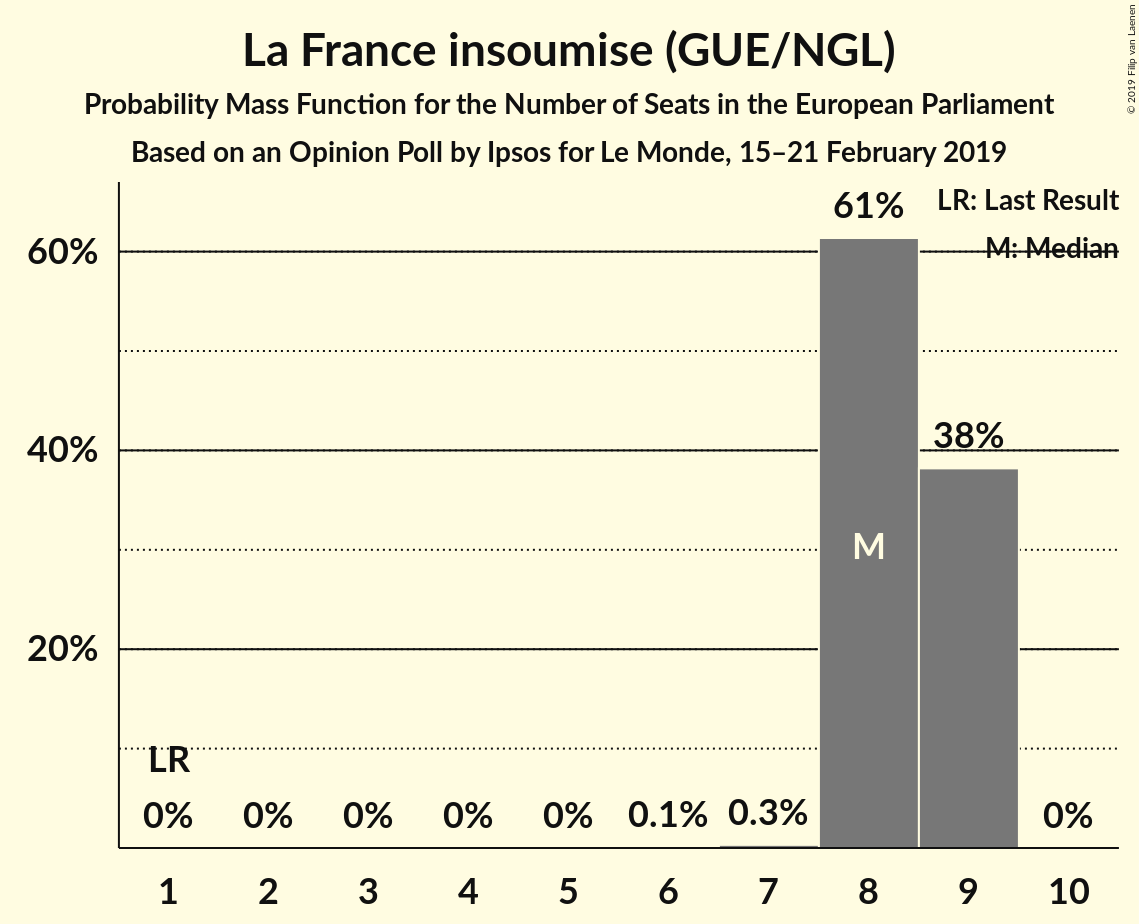 La France insoumise (GUE/NGL)
Probability Mass Function for the Number of Seats in the European Parliament
Based on an Opinion Poll by Ipsos for Le Monde, 15–21 February 2019
© 2019 Filip van Laenen
LR: Last Result
M: Median
60%
40%
20%
61%
38%
M
LR
0%
0%
0%
0%
0%
0.1%
0.3%
0%
1
2
3
4
5
6
7
8
9
10